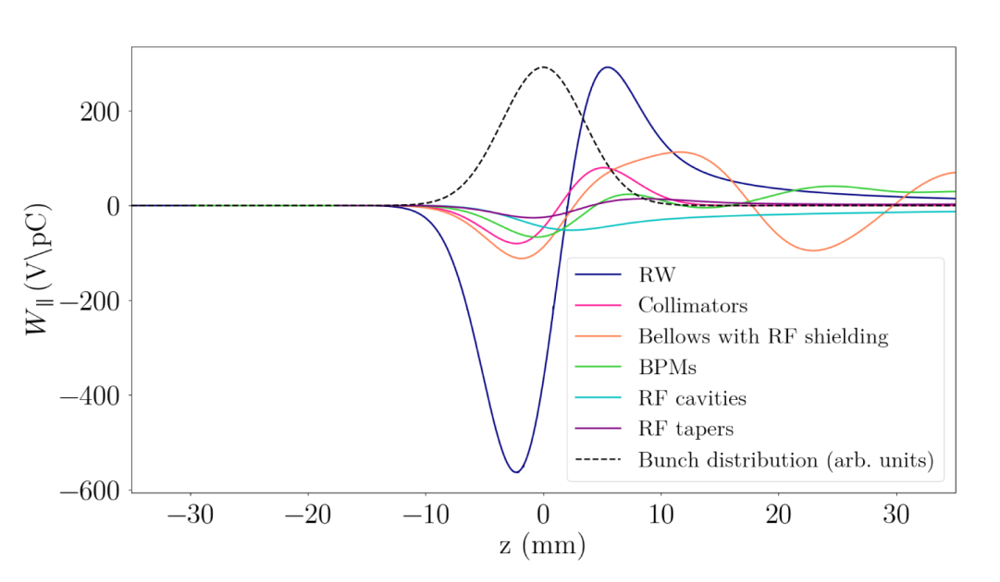 W∥ (V\pC)
200
0
−200
−400
−600
−30
−20
−10
0
10
20
30
z (mm)
RW
Collimators
Bellows with RF shielding
BPMs
RF cavities
RF tapers
Bunch distribution (arb. units)